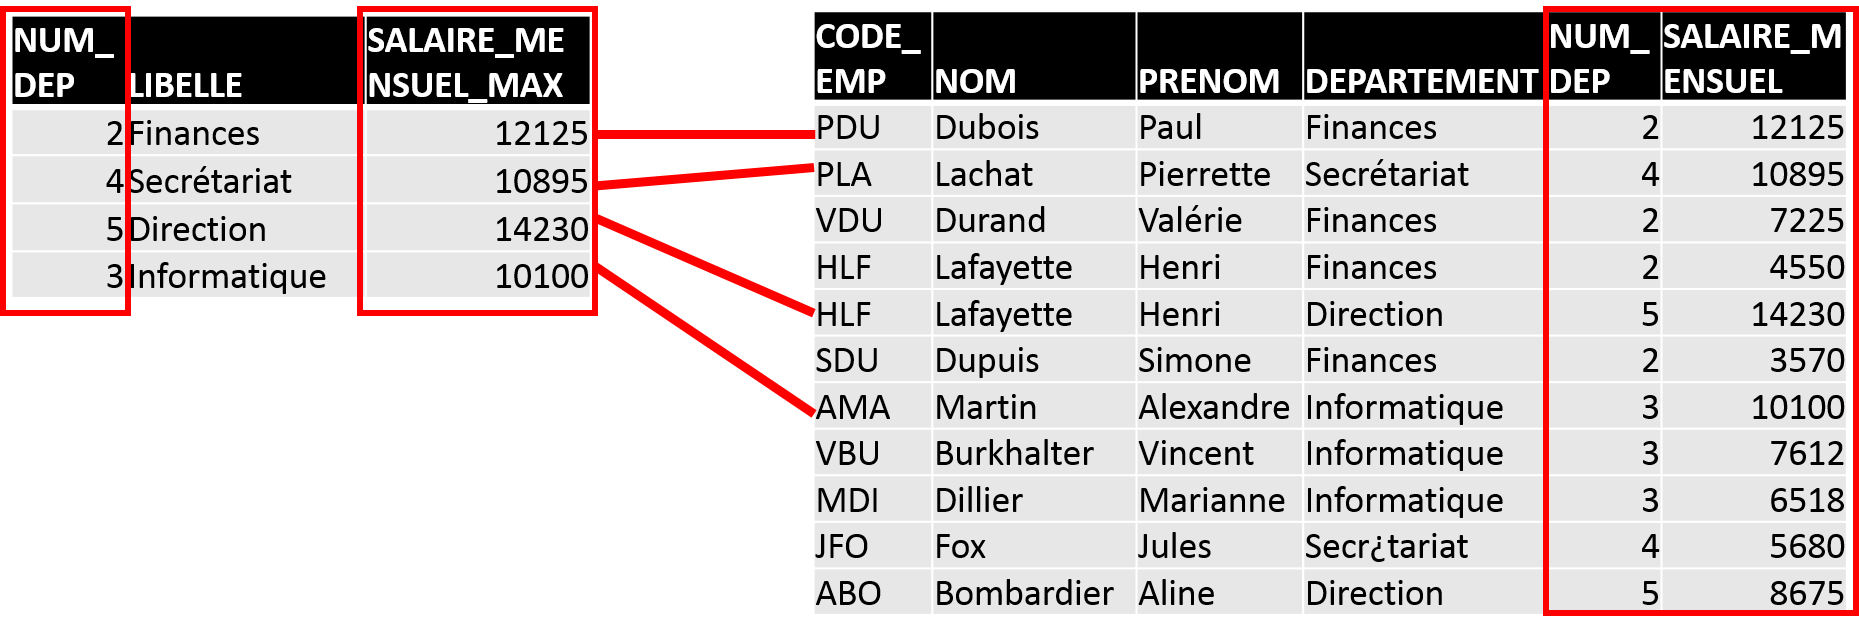 NUM_DEP LIBELLE SALAIRE_MENSUEL_MAX
2 Finances 12125
4 Secrétariat 10895
5 Direction 14230
3 Informatique 10100
CODE_EMP NOM PRENOM DEPARTEMENT NUM_DEP SALAIRE_MENSUEL
PDU Dubois Paul Finances 2 12125
PLA Lachat Pierrette Secrétariat 4 10895
VDU Durand Valérie Finances 2 7225
HLF Lafayette Henri Finances 2 4550
HLF Lafayette Henri Direction 5 14230
SDU Dupuis Simone Finances 2 3570
AMA Martin Alexandre Informatique 3 10100
VBU Burkhalter Vincent Informatique 3 7612
MDI Dillier Marianne Informatique 3 6518
JFO Fox Jules Secr¿tariat 4 5680
ABO Bombardier Aline Direction 5 8675